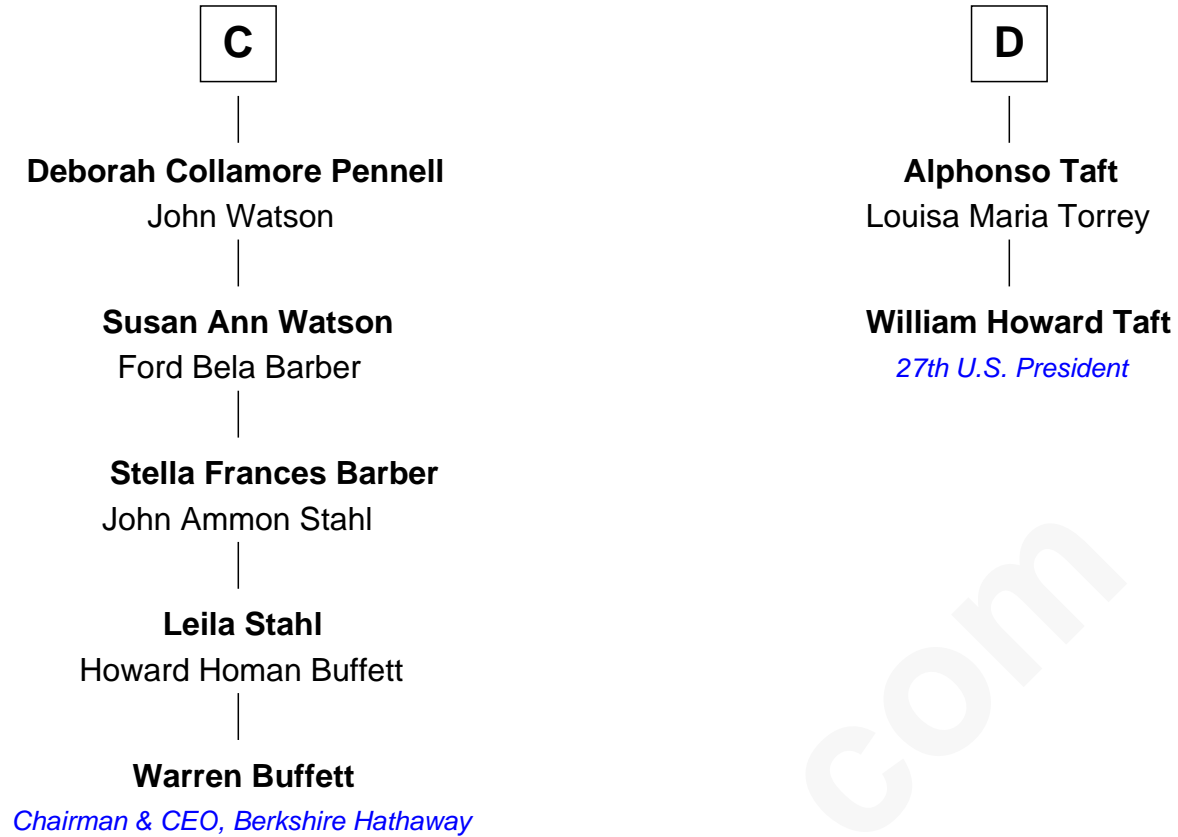 C
Deborah Collamore Pennell
John Watson
Susan Ann Watson
Ford Bela Barber
Stella Frances Barber
John Ammon Stahl
Leila Stahl
Howard Homan Buffett
Warren Buffett
Chairman & CEO, Berkshire Hathaway
D
Alphonso Taft
Louisa Maria Torrey
William Howard Taft
27th U.S. President
com